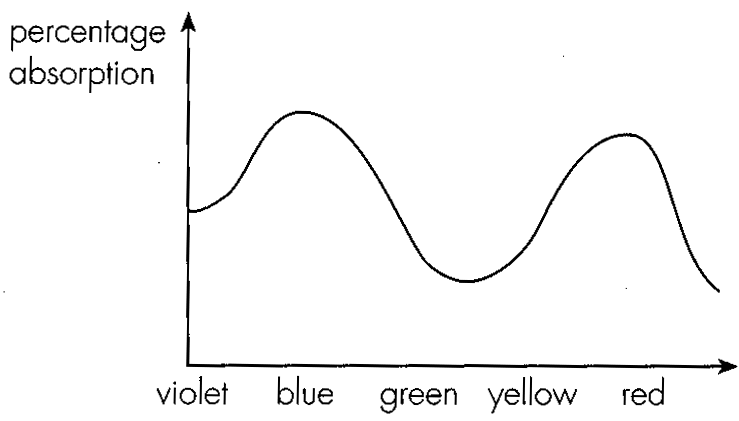 percentage
absorption
violet blue green yellow red